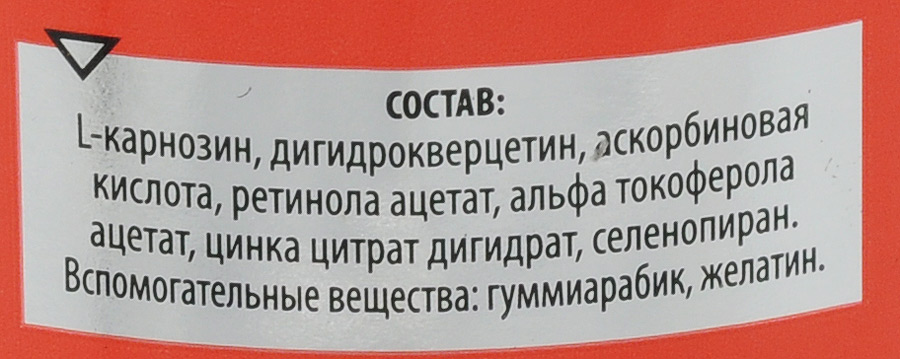 СОСТАВ:
L-карнозин, дигидрокверцетин, аскорбиновая
кислота, ретинола ацетат, альфа токоферола
ацетат, цинка цитрат дигидрат, селенопиран.
Вспомогательные вещества: гуммиарабик, желатин.